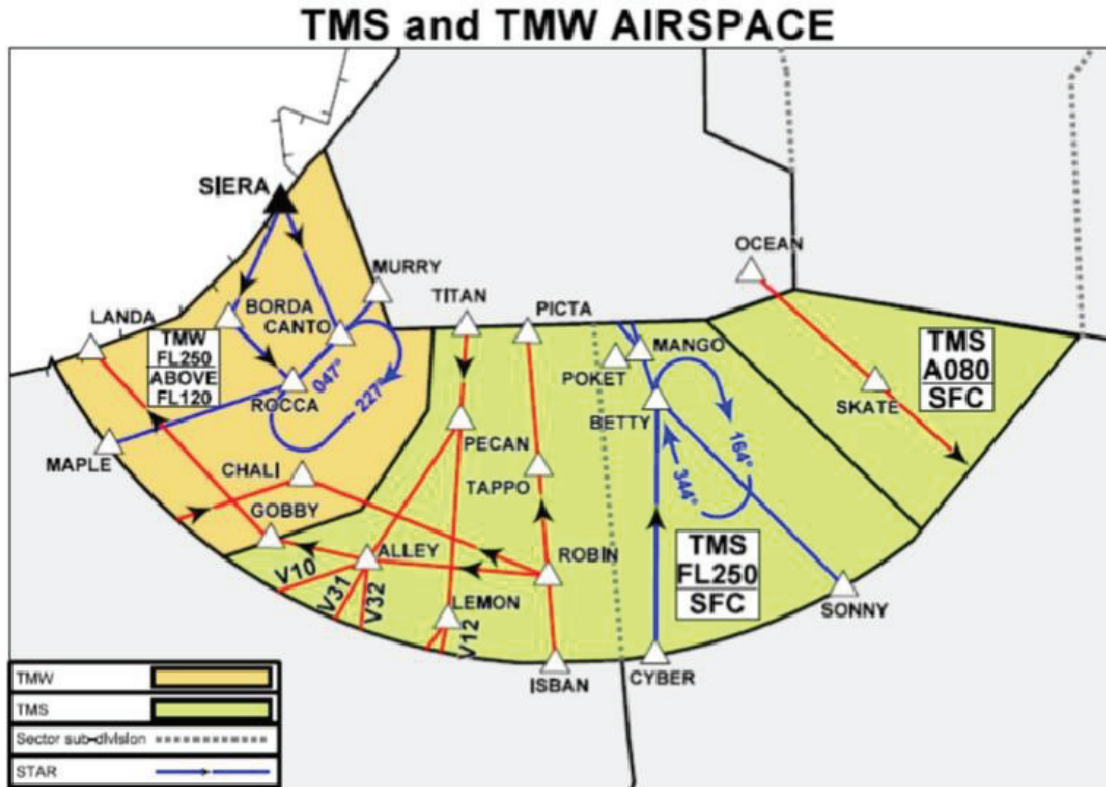 TMS and TMW AIRSPACE
SIERA
OCEAN
MURRY
TITAN
PICTA
BORDA
LANDA
CANTO
TMW
FL250
ABOVE
FL120
MANGO
TMS
A080
SFC
POKET
047°
ROCCA
227°
SKATE
BETTY
PECAN
164°
MAPLE
CHALI
TAPPO
344°
GOBBY
ALLEY
ROBIN
TMS
FL250
SFC
V10
V31
V32
LEMON
SONNY
V12
ISBAN
CYBER
TMW
TMS
Sector sub-division
STAR